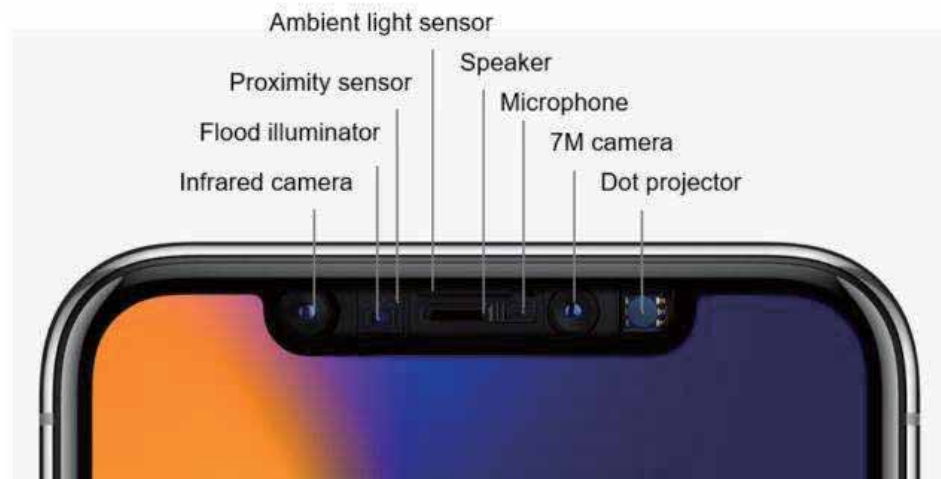 Ambient light sensor
Speaker
Proximity sensor
Microphone
Flood illuminator
7M camera
Infrared camera
Dot projector